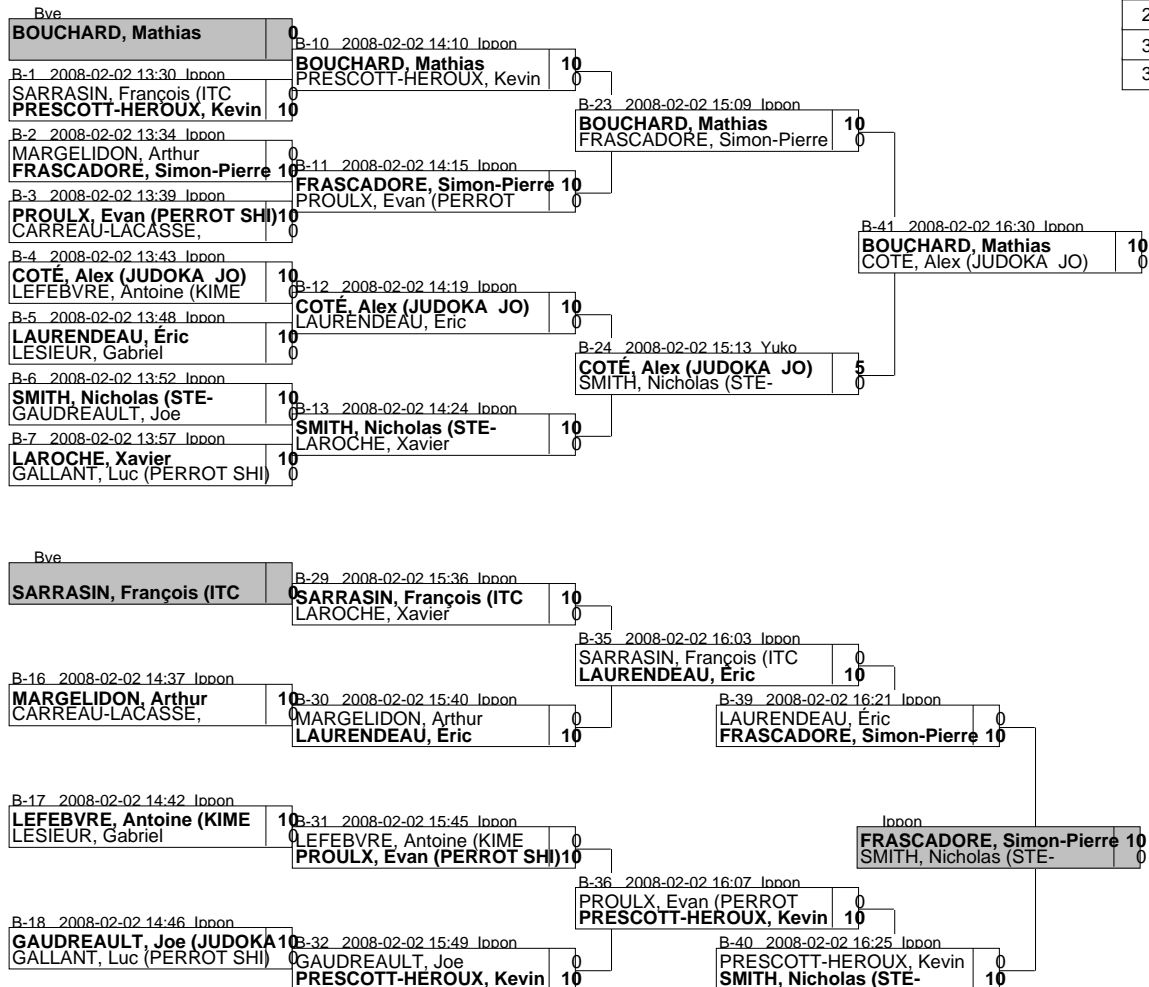 Bye
BOUCHARD, Mathias 0
B-1 2008-02-02 13:30 Ippon
SARRASIN, François (ITC 0
PRESCOTT-HEROUX, Kevin 10
B-2 2008-02-02 13:34 Ippon
MARGELIDON, Arthur 0
FRASCADORE, Simon-Pierre 10
B-3 2008-02-02 13:39 Ippon
PROULX, Evan (PERROT SHI) 10
CARREAU-LACASSE, 0
B-4 2008-02-02 13:43 Ippon
COTÉ, Alex (JUDOKA JO) 10
LEFEBVRE, Antoine (KIME 0
B-5 2008-02-02 13:48 Ippon
LAURENDEAU, Éric 10
LESIEUR, Gabriel 0
B-6 2008-02-02 13:52 Ippon
SMITH, Nicholas (STE- 10
GAUDREAULT, Joe 0
B-7 2008-02-02 13:57 Ippon
LAROCHE, Xavier 10
GALLANT, Luc (PERROT SHI) 0
B-10 2008-02-02 14:10 Ippon
BOUCHARD, Mathias 10
PRESCOTT-HEROUX, Kevin 0
B-11 2008-02-02 14:15 Ippon
FRASCADORE, Simon-Pierre 10
PROULX, Evan (PERROT 0
B-12 2008-02-02 14:19 Ippon
COTÉ, Alex (JUDOKA JO) 10
LAURENDEAU, Éric 0
B-13 2008-02-02 14:24 Ippon
SMITH, Nicholas (STE- 10
LAROCHE, Xavier 0
B-23 2008-02-02 15:09 Ippon
BOUCHARD, Mathias 10
FRASCADORE, Simon-Pierre 0
B-24 2008-02-02 15:13 Yuko
COTÉ, Alex (JUDOKA JO) 5
SMITH, Nicholas (STE- 0
B-41 2008-02-02 16:30 Ippon
BOUCHARD, Mathias 10
COTÉ, Alex (JUDOKA JO) 0
2
3
3
Bye
SARRASIN, François (ITC 0
B-16 2008-02-02 14:37 Ippon
MARGELIDON, Arthur 10
CARREAU-LACASSE, 0
B-17 2008-02-02 14:42 Ippon
LEFEBVRE, Antoine (KIME 10
LESIEUR, Gabriel 0
B-18 2008-02-02 14:46 Ippon
GAUDREAULT, Joe (JUDOKA 10
GALLANT, Luc (PERROT SHI) 0
B-29 2008-02-02 15:36 Ippon
SARRASIN, François (ITC 10
LAROCHE, Xavier 0
B-30 2008-02-02 15:40 Ippon
MARGELIDON, Arthur 0
LAURENDEAU, Éric 10
B-31 2008-02-02 15:45 Ippon
LEFEBVRE, Antoine (KIME 0
PROULX, Evan (PERROT SHI) 10
B-32 2008-02-02 15:49 Ippon
GAUDREAULT, Joe 0
PRESCOTT-HEROUX, Kevin 10
B-35 2008-02-02 16:03 Ippon
SARRASIN, François (ITC 0
LAURENDEAU, Éric 10
B-36 2008-02-02 16:07 Ippon
PROULX, Evan (PERROT 0
PRESCOTT-HEROUX, Kevin 10
B-39 2008-02-02 16:21 Ippon
LAURENDEAU, Éric 0
FRASCADORE, Simon-Pierre 10
B-40 2008-02-02 16:25 Ippon
PRESCOTT-HEROUX, Kevin 0
SMITH, Nicholas (STE- 10
Ippon
FRASCADORE, Simon-Pierre 10
SMITH, Nicholas (STE- 0